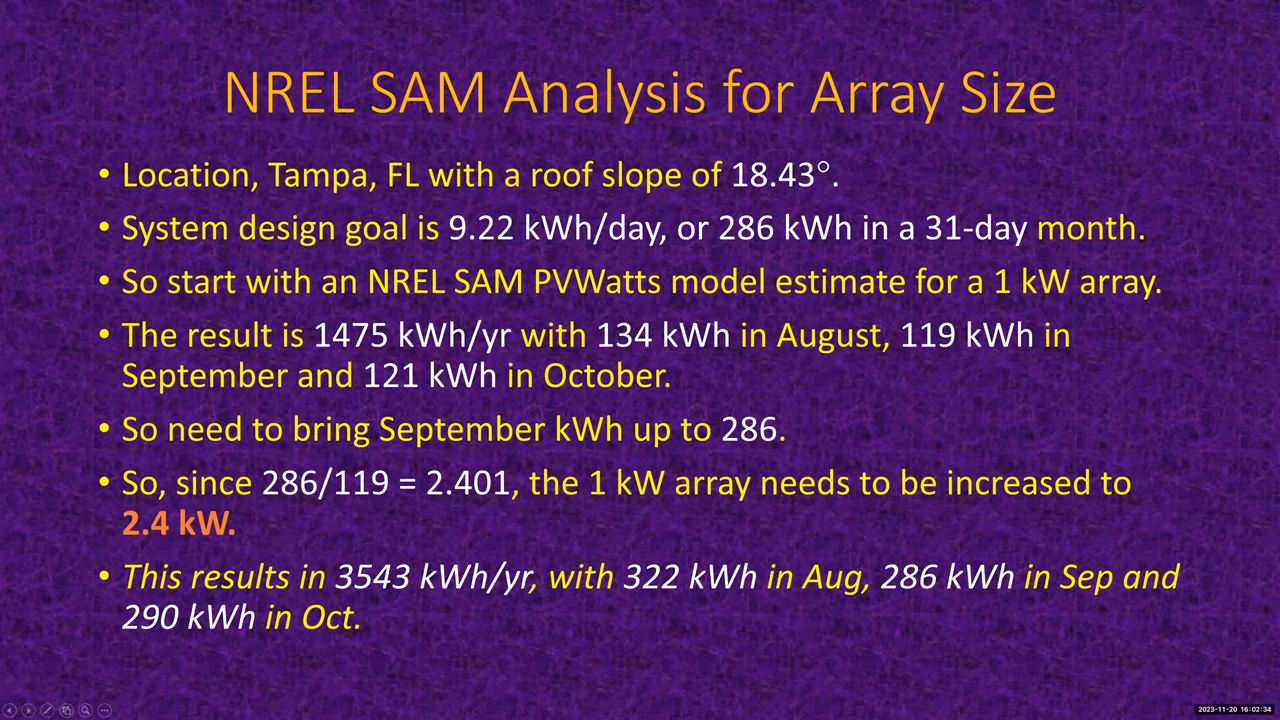 NREL SAM Analysis for Array Size
• Location, Tampa, FL with a roof slope of 18.43°.
• System design goal is 9.22 kWh/day, or 286 kWh in a 31-day month.
• So start with an NREL SAM PVWatts model estimate for a 1 kW array.
• The result is 1475 kWh/yr with 134 kWh in August, 119 kWh in
September and 121 kWh in October.
• So need to bring September kWh up to 286.
• So, since 286/119 = 2.401, the 1 kW array needs to be increased to
2.4 kW.
• This results in 3543 kWh/yr, with 322 kWh in Aug, 286 kWh in Sep and
290 kWh in Oct.
2023-11-20 16:02:34